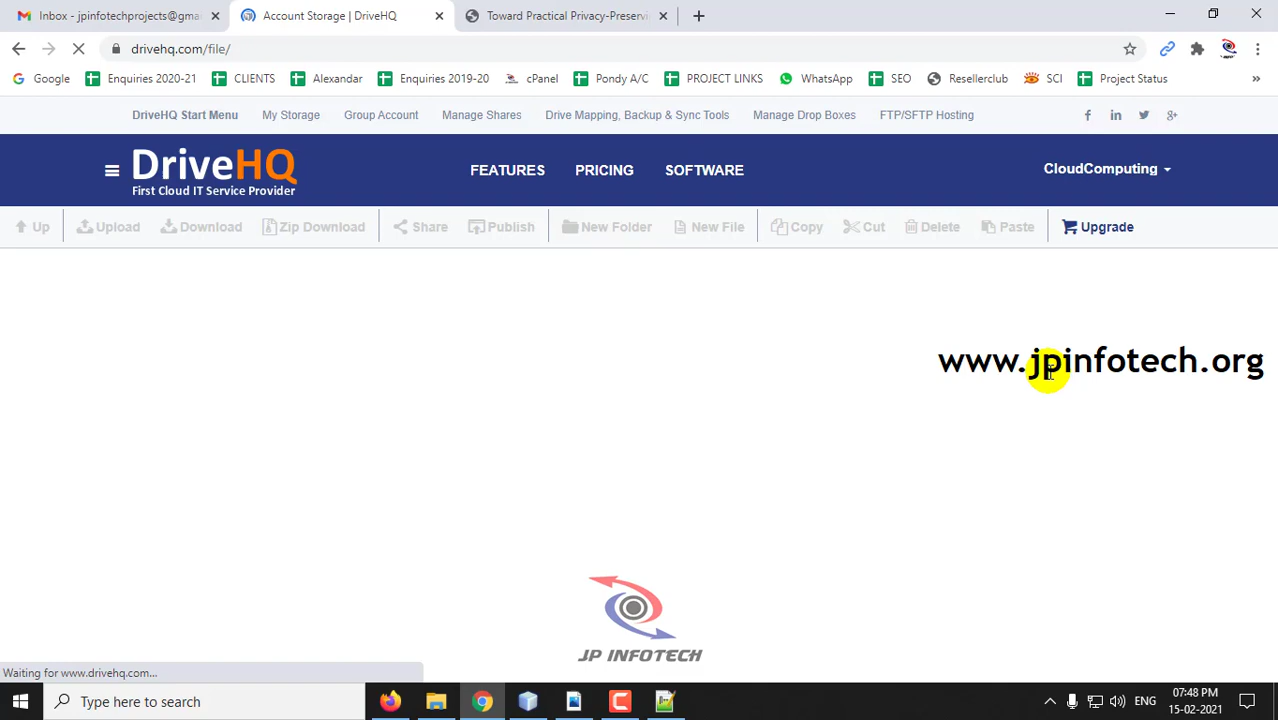 Inbox - jpinfotechprojects@gma
Account Storage | DriveHQ
Toward Practical Privacy-Preservi
drivehq.com/file/
Google
Enquiries 2020-21
CLIENTS
Alexandar
Enquiries 2019-20
cPanel
Pondy A/C
PROJECT LINKS
WhatsApp
SEO
Resellerclub
SCI
Project Status
DriveHQ Start Menu
My Storage
Group Account
Manage Shares
Drive Mapping, Backup & Sync Tools
Manage Drop Boxes
FTP/SFTP Hosting
DriveHQ
First Cloud IT Service Provider
FEATURES
PRICING
SOFTWARE
CloudComputing
Up
Upload
Download
Zip Download
Share
Publish
New Folder
New File
Copy
Cut
Delete
Paste
Upgrade
www.jpinfotech.org
JP INFOTECH
Waiting for www.drivehq.com...
Type here to search
ENG
07:48 PM
15-02-2021